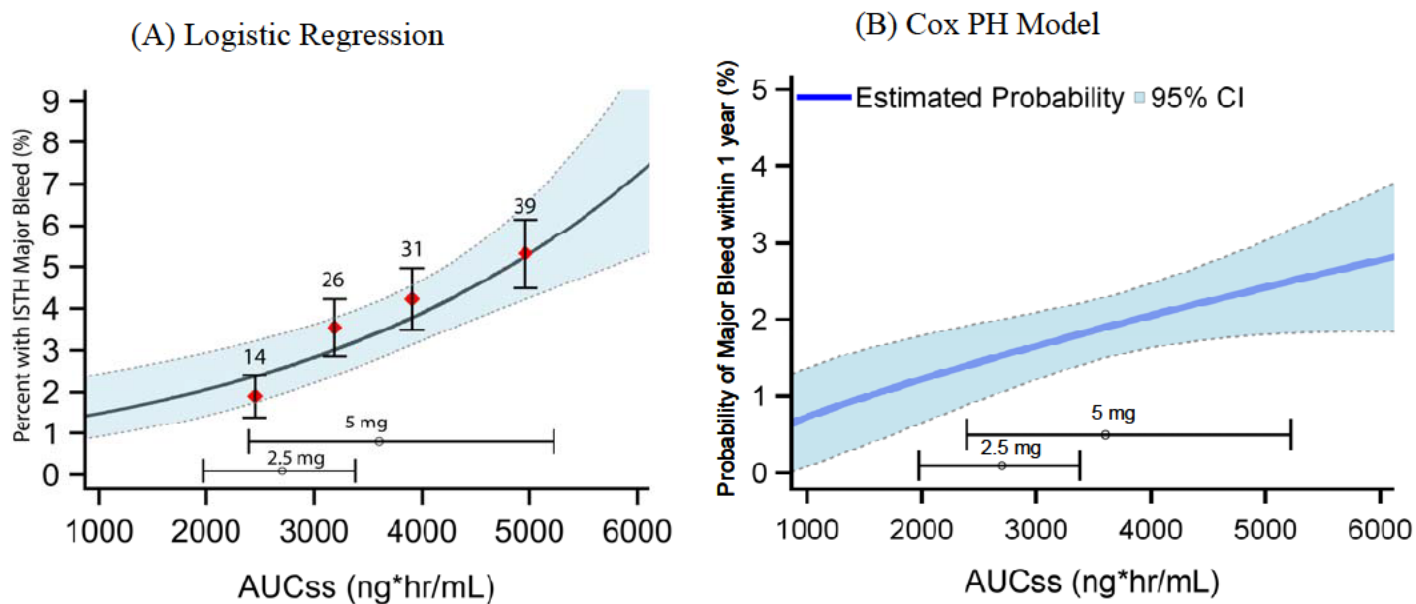 (A) Logistic Regression
Percent with ISTH Major Bleed (%)
9
8
7
6
5
4
3
2
1
0
14
26
31
39
5 mg
2.5 mg
1000 2000 3000 4000 5000 6000
AUCss (ng*hr/mL)
(B) Cox PH Model
Probability of Major Bleed within 1 year (%)
5
4
3
2
1
0
Estimated Probability 95% CI
5 mg
2.5 mg
1000 2000 3000 4000 5000 6000
AUCss (ng*hr/mL)